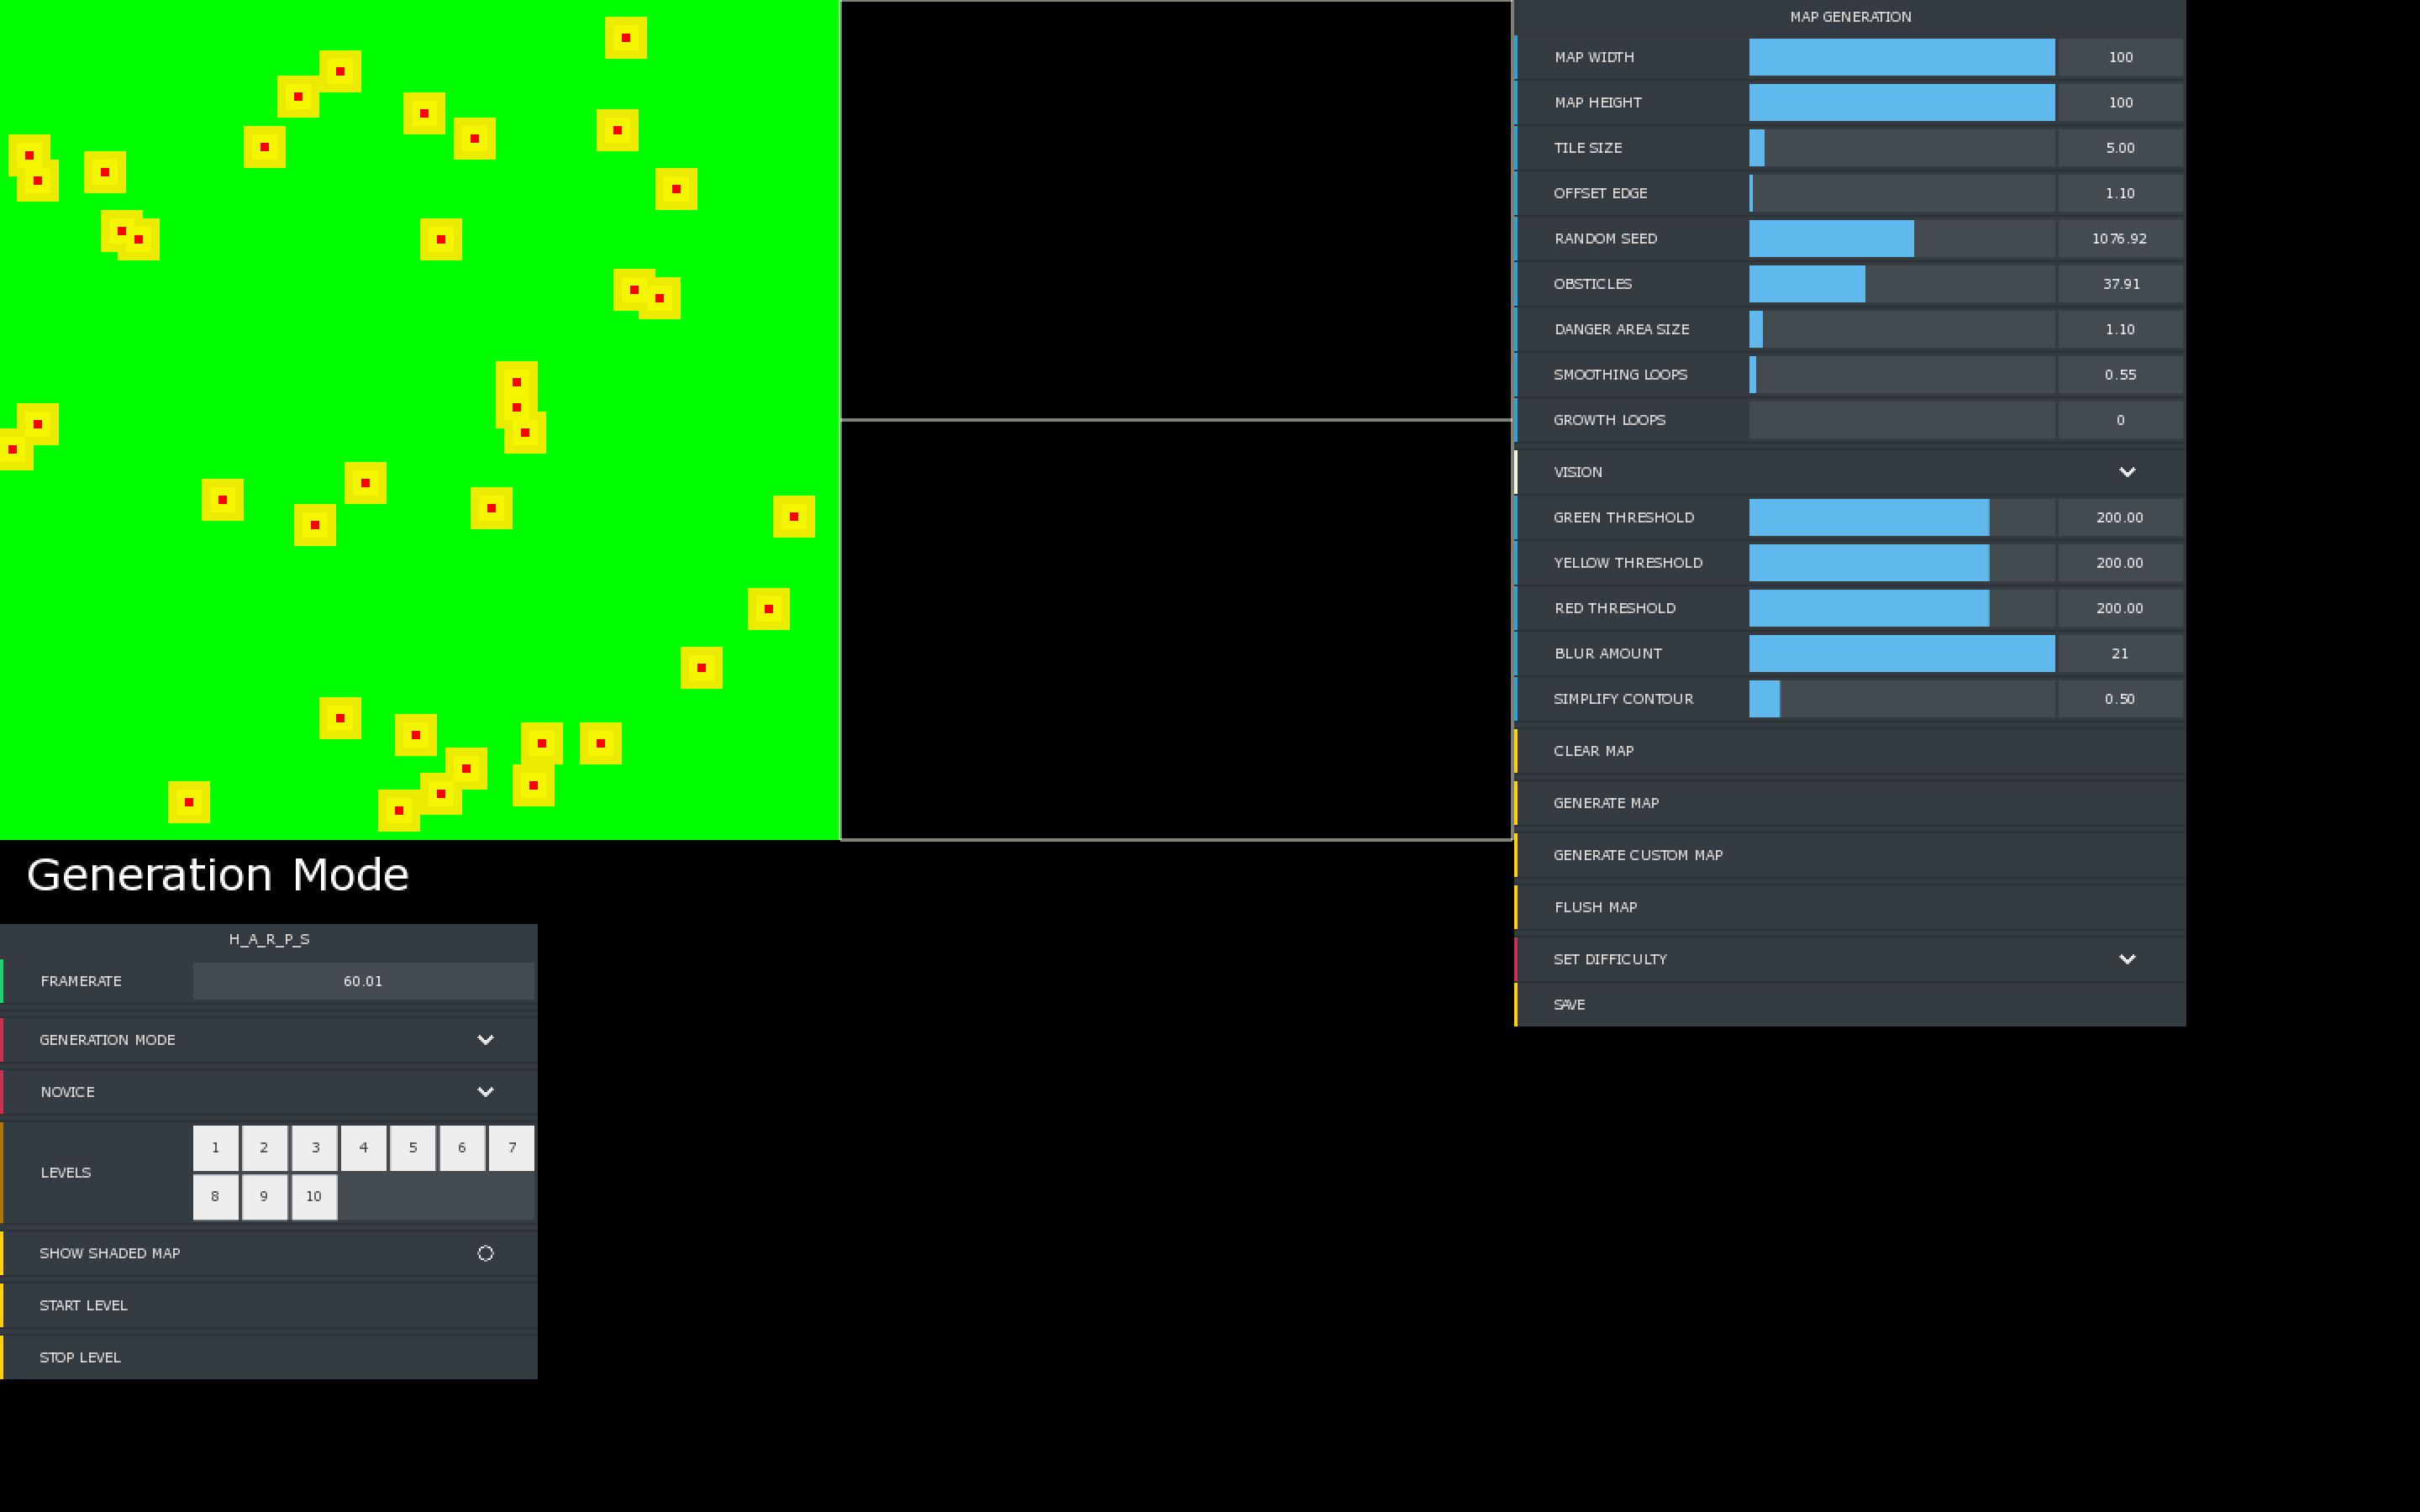 MAP GENERATION
MAP WIDTH 100
MAP HEIGHT 100
TILE SIZE 5.00
OFFSET EDGE 1.10
RANDOM SEED 1076.92
OBSTICLES 37.91
DANGER AREA SIZE 1.10
SMOOTHING LOOPS 0.55
GROWTH LOOPS 0
VISION
GREEN THRESHOLD 200.00
YELLOW THRESHOLD 200.00
RED THRESHOLD 200.00
BLUR AMOUNT 21
SIMPLIFY CONTOUR 0.50
CLEAR MAP
GENERATE MAP
GENERATE CUSTOM MAP
FLUSH MAP
SET DIFFICULTY
SAVE
Generation Mode
H_A_R_P_S
FRAMERATE 60.01
GENERATION MODE
NOVICE
LEVELS
1 2 3 4 5 6 7
8 9 10
SHOW SHADED MAP
START LEVEL
STOP LEVEL